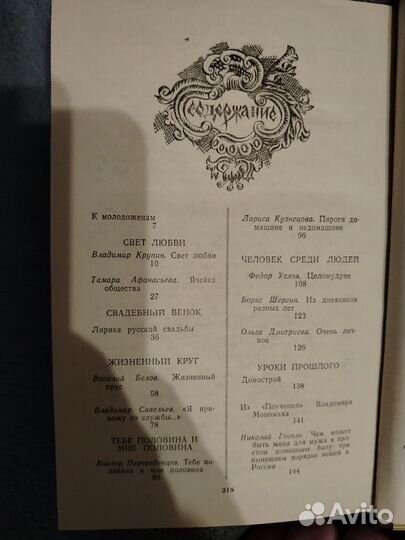 содержание
К молодоженам
7
СВЕТ ЛЮБВИ
Владимир Крупин. Свет любви
10
Тамара Афанасьева. Ячейка
общества
27
СВАДЕБНЫЙ ВЕНОК
Лирика русской свадьбы
36
ЖИЗНЕННЫЙ КРУГ
Василий Белов. Жизненный
круг
58
Владимир Савельев. «Я при-
хожу со службы...»
78
ТЕБЕ ПОЛОВИНА И
МНЕ ПОЛОВИНА
Виктор Переведенцев. Тебе по-
ловина и мне половина
89
Лариса Кузнецова. Пироги до-
машние и недомашние
96
ЧЕЛОВЕК СРЕДИ ЛЮДЕЙ
Федор Углов. Целомудрие
108
Борис Шергин. Из дневников
разных лет
123
Ольга Дмитриева. Очень лич-
ное
126
УРОКИ ПРОШЛОГО
Домострой
138
Из «Поучения» Владимира
Мономаха
141
Николай Гоголь. Чем может
быть жена для мужа в про-
стом домашнем быту при
нынешнем порядке вещей в
России
144
318
Avito